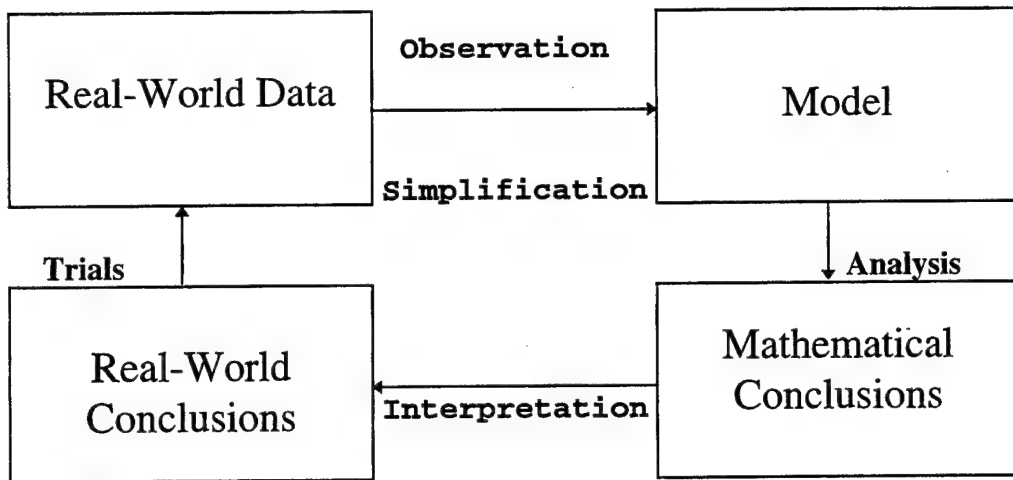 Observation
Real-World Data
Model
Simplification
Trials
Analysis
Real-World
Conclusions
Mathematical
Conclusions
Interpretation